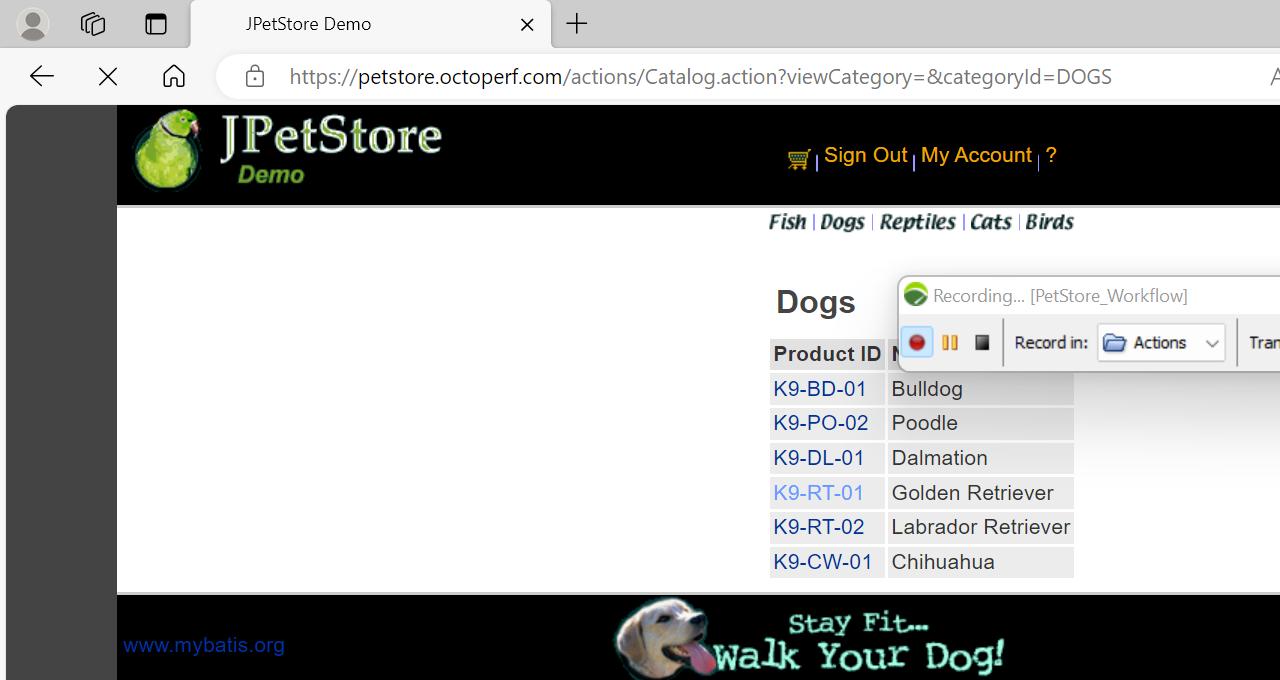 JPetStore Demo
https://petstore.octoperf.com/actions/Catalog.action?viewCategory=&categoryId=DOGS
JPetStore
Demo
Sign Out | My Account | ?
Fish | Dogs | Reptiles | Cats | Birds
Dogs
Recording... [PetStore_Workflow]
Record in: Actions
Product ID
K9-BD-01 Bulldog
K9-PO-02 Poodle
K9-DL-01 Dalmation
K9-RT-01 Golden Retriever
K9-RT-02 Labrador Retriever
K9-CW-01 Chihuahua
www.mybatis.org
Stay Fit...
Walk Your Dog!